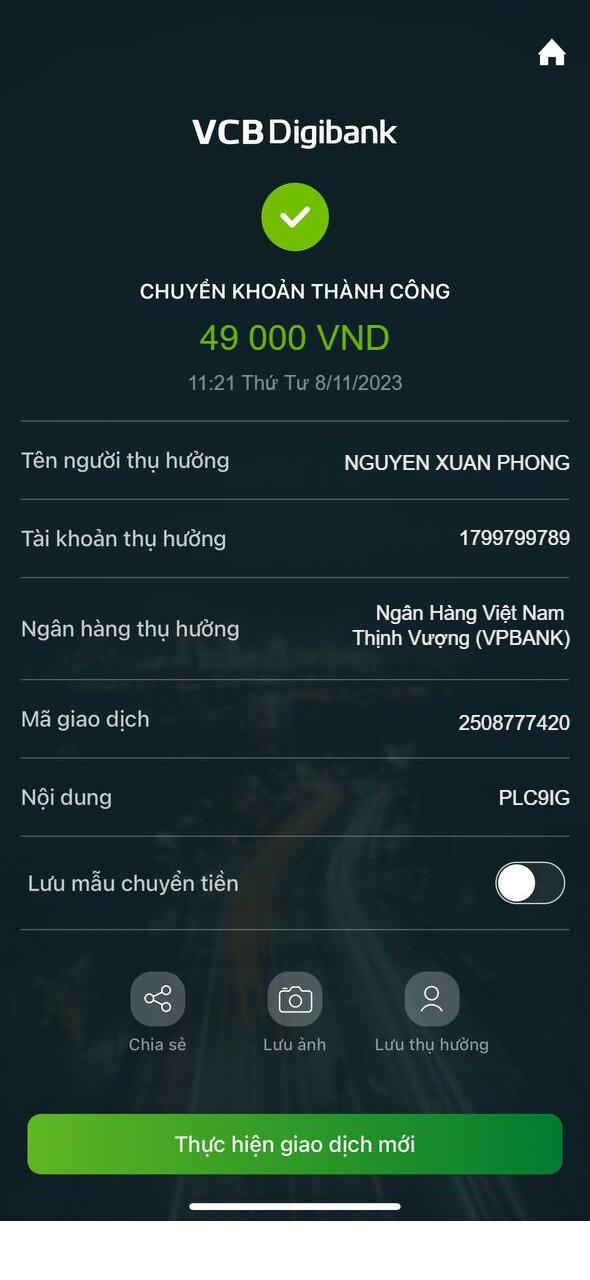 VCB Digibank
CHUYỂN KHOẢN THÀNH CÔNG
49 000 VND
11:21 Thứ Tư 8/11/2023
Tên người thụ hưởng
NGUYEN XUAN PHONG
Tài khoản thụ hưởng
1799799789
Ngân hàng thụ hưởng
Ngân Hàng Việt Nam
Thịnh Vượng (VPBANK)
Mã giao dịch
2508777420
Nội dung
PLC9IG
Lưu mẫu chuyển tiền
Chia sẻ
Lưu ảnh
Lưu thụ hưởng
Thực hiện giao dịch mới